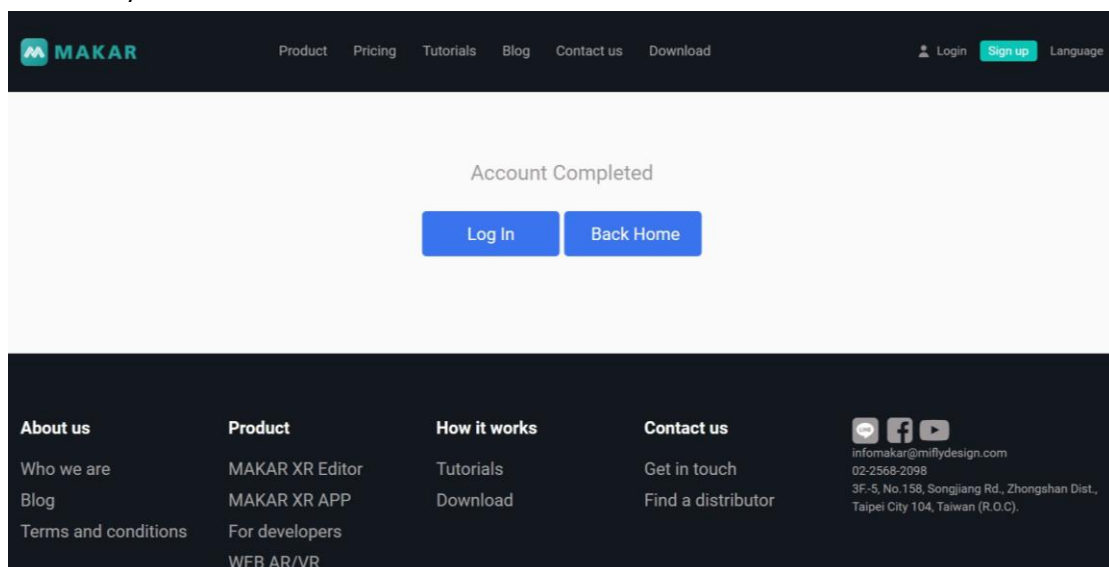 MAKAR
Product Pricing Tutorials Blog Contact us Download
Login Sign up Language
Account Completed
Log In Back Home
About us
Who we are
Blog
Terms and conditions
Product
MAKAR XR Editor
MAKAR XR APP
For developers
WEB AR/VR
How it works
Tutorials
Download
Contact us
Get in touch
Find a distributor
LINE
infomakar@miflydesign.com
02-2568-2098
3F.-5, No.158, Songjiang Rd., Zhongshan Dist.,
Taipei City 104, Taiwan (R.O.C).